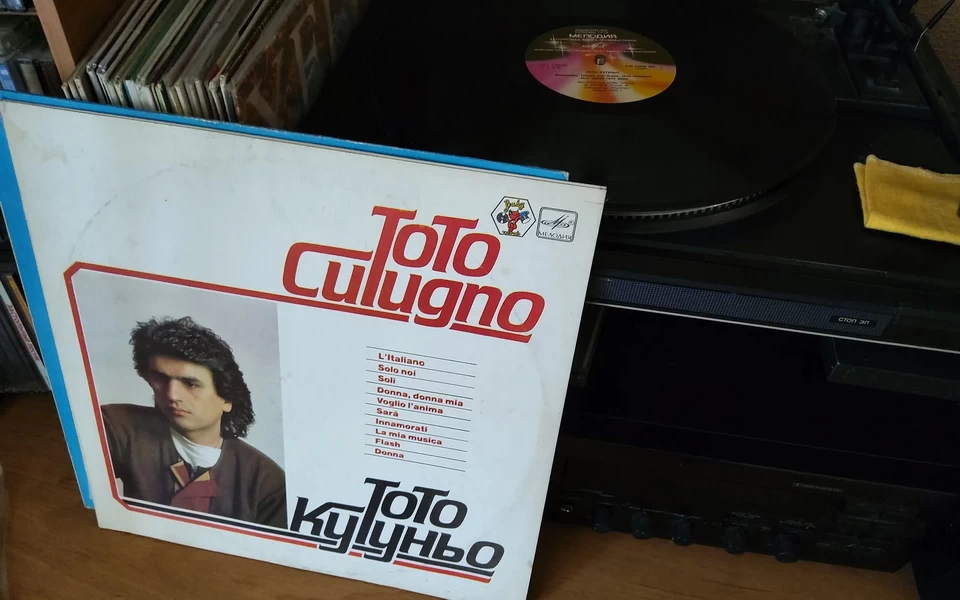 МЕЛОДИЯ
Baby
МЕЛОДИЯ
ToTo
Cutugno
L'Italiano
Solo noi
Soli
Donna, donna mia
Voglio l'anima
Sarà
Innamorati
La mia musica
Flash
Donna
ТоТо
Кутуньо
СТОП ЭП